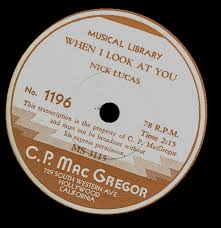 MUSICAL LIBRARY
WHEN I LOOK AT YOU
NICK LUCAS
No. 1196
78 R.P.M.
Time 2:15
This transcription is the property of C. P. MacGregor
and must not be broadcast without
his express permission.
MS-1115
C. P. MAC GREGOR
729 SOUTH WESTERN AVE.
HOLLYWOOD
CALIFORNIA